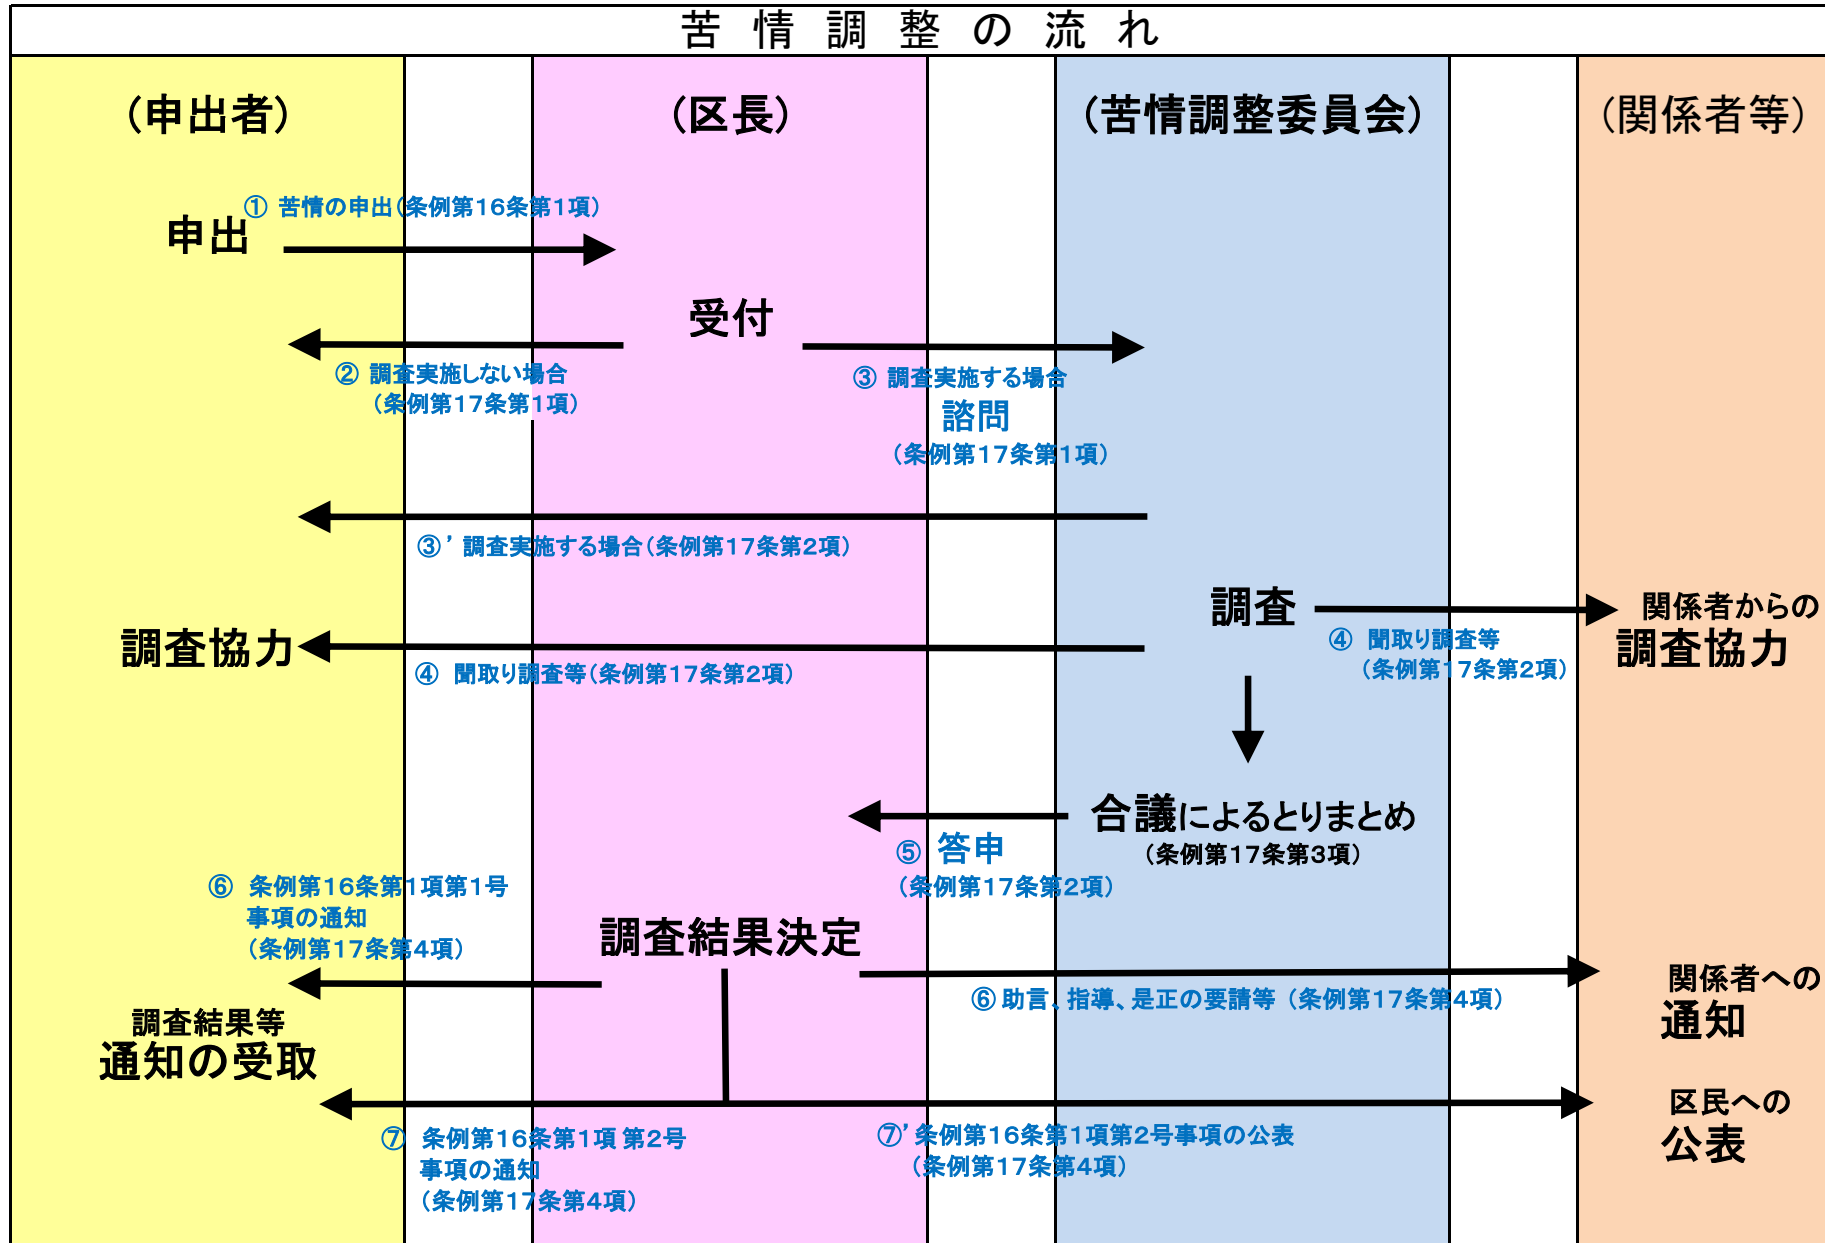 苦情調整の流れ
（申出者）
（区長）
（苦情調整委員会）
（関係者等）
① 苦情の申出（条例第16条第1項）
申出
受付
② 調査実施しない場合
（条例第17条第1項）
③ 調査実施する場合
諮問
（条例第17条第1項）
③’ 調査実施する場合（条例第17条第2項）
調査
関係者からの
調査協力
④ 聞取り調査等
（条例第17条第2項）
調査協力
④ 聞取り調査等（条例第17条第2項）
合議によるとりまとめ
（条例第17条第3項）
⑤ 答申
（条例第17条第2項）
⑥ 条例第16条第1項第1号
事項の通知
（条例第17条第4項）
調査結果決定
⑥ 助言、指導、是正の要請等 （条例第17条第4項）
関係者への
通知
調査結果等
通知の受取
区民への
公表
⑦ 条例第16条第1項 第2号
事項の通知
（条例第17条第4項）
⑦’ 条例第16条第1項第2号事項の公表
（条例第17条第4項）